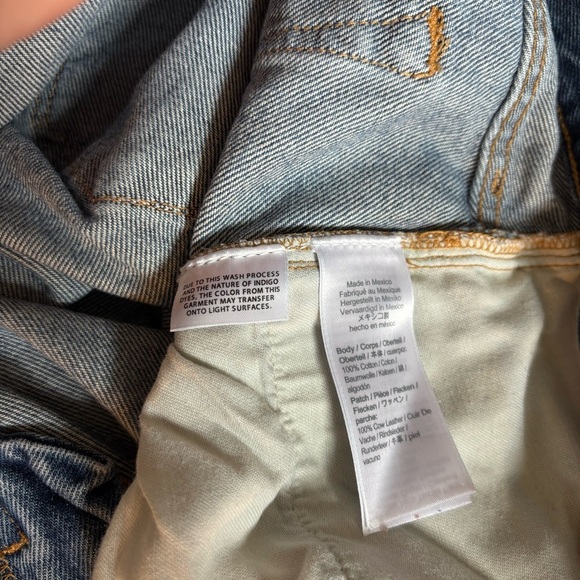 DUE TO THIS WASH PROCESS
AND THE NATURE OF INDIGO
DYES, THE COLOR FROM THIS
GARMENT MAY TRANSFER
ONTO LIGHT SURFACES.
Made in Mexico
Fabriqué au Mexique
Hergestellt in Mexiko
Vervaardigd in Mexico
メキシコ製
hecho en méxico
Body / Corps / Oberteil /
Oberteil / 本体 / cuerpo:
100% Cotton / Coton /
Baumwolle / Katoen / 綿 /
algodón
Patch / Pièce / Flecken /
Flecken / ワッペン /
parche:
100% Cow Leather / Cuir De
Vache / Rindsleder /
Runderleer / 牛革 / piel
vacuno